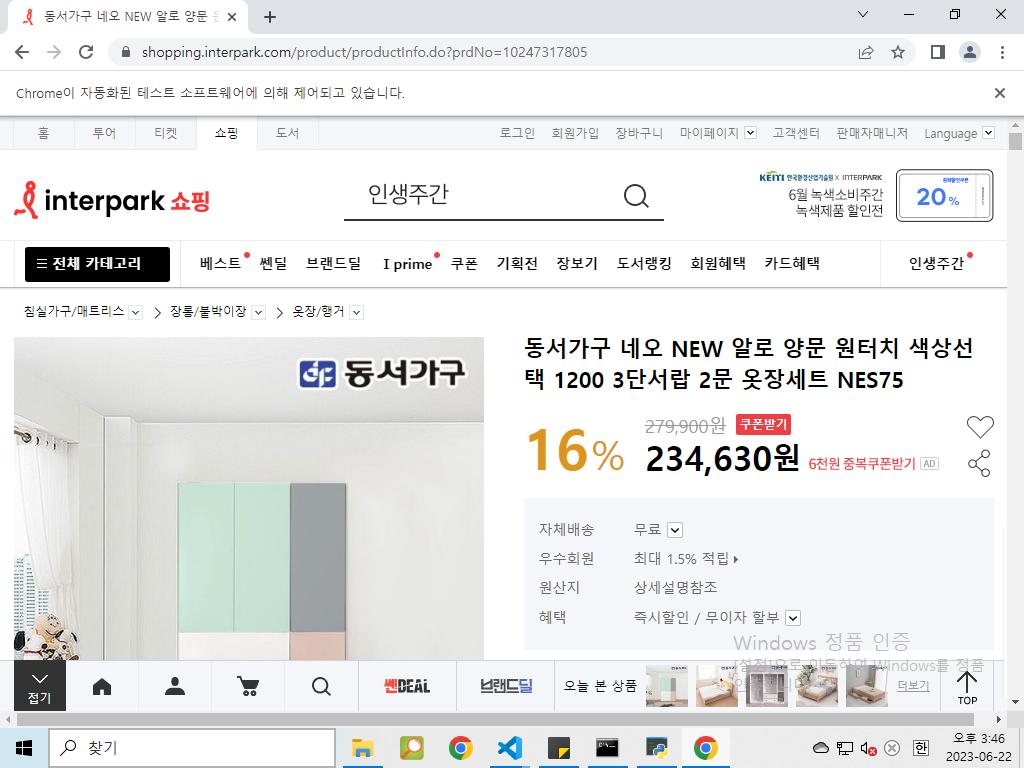 동서가구 네오 NEW 알로 양문 원
shopping.interpark.com/product/productInfo.do?prdNo=10247317805
Chrome이 자동화된 테스트 소프트웨어에 의해 제어되고 있습니다.
홈 투어 티켓 쇼핑 도서 로그인 회원가입 장바구니 마이페이지 고객센터 판매자매니저 Language
interpark 쇼핑
인생주간
KEITI 한국환경산업기술원 X INTERPARK
6월 녹색소비주간
녹색제품 할인전
중복할인쿠폰
20%
전체 카테고리 베스트 쎈딜 브랜드딜 I prime 쿠폰 기획전 장보기 도서랭킹 회원혜택 카드혜택 인생주간
침실가구/매트리스 장롱/붙박이장 옷장/행거
동서가구
동서가구 네오 NEW 알로 양문 원터치 색상선
택 1200 3단서랍 2문 옷장세트 NES75
16%
279,900원 쿠폰받기
234,630원 6천원 중복쿠폰받기 AD
자체배송 무료
우수회원 최대 1.5% 적립
원산지 상세설명참조
혜택 즉시할인 / 무이자 할부
Windows 정품 인증
[설정]으로 이동하여 Windows를 정품
접기
쎈DEAL
브랜드딜
오늘 본 상품
더보기
TOP
찾기
한
오후 3:46
2023-06-22